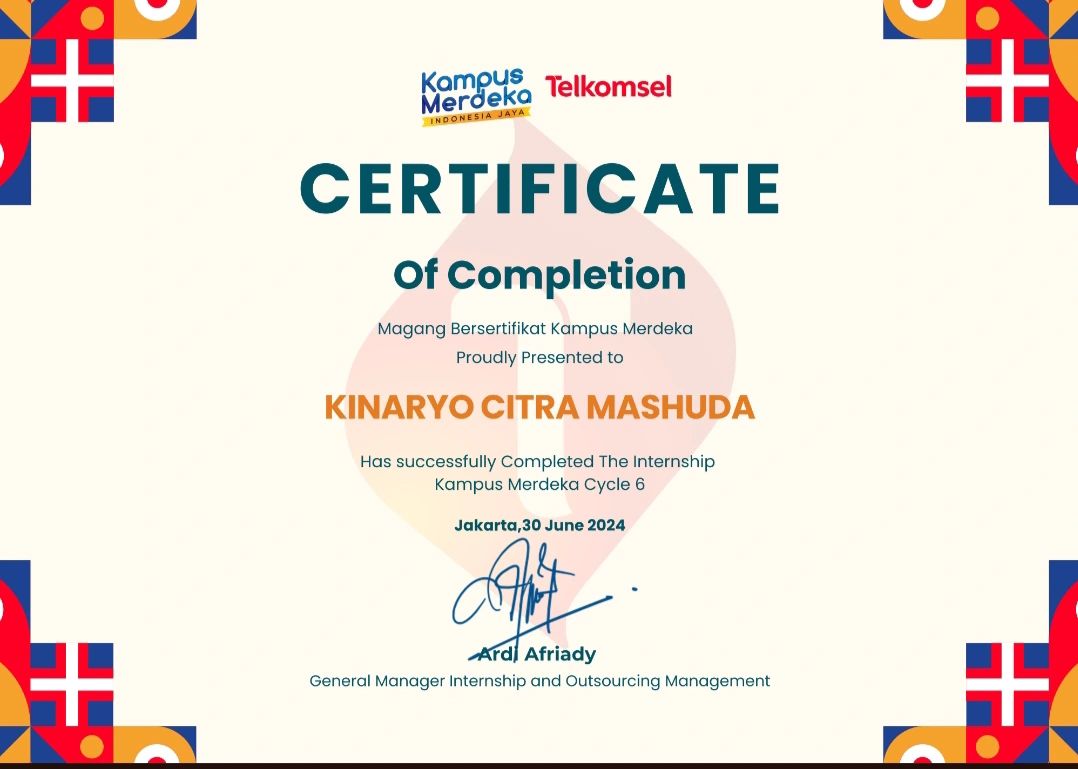 Kampus
Merdeka
INDONESIA JAYA
Telkomsel
CERTIFICATE
Of Completion
Magang Bersertifikat Kampus Merdeka
Proudly Presented to
KINARYO CITRA MASHUDA
Has successfully Completed The Internship
Kampus Merdeka Cycle 6
Jakarta,30 June 2024
Ardi Afriady
General Manager Internship and Outsourcing Management